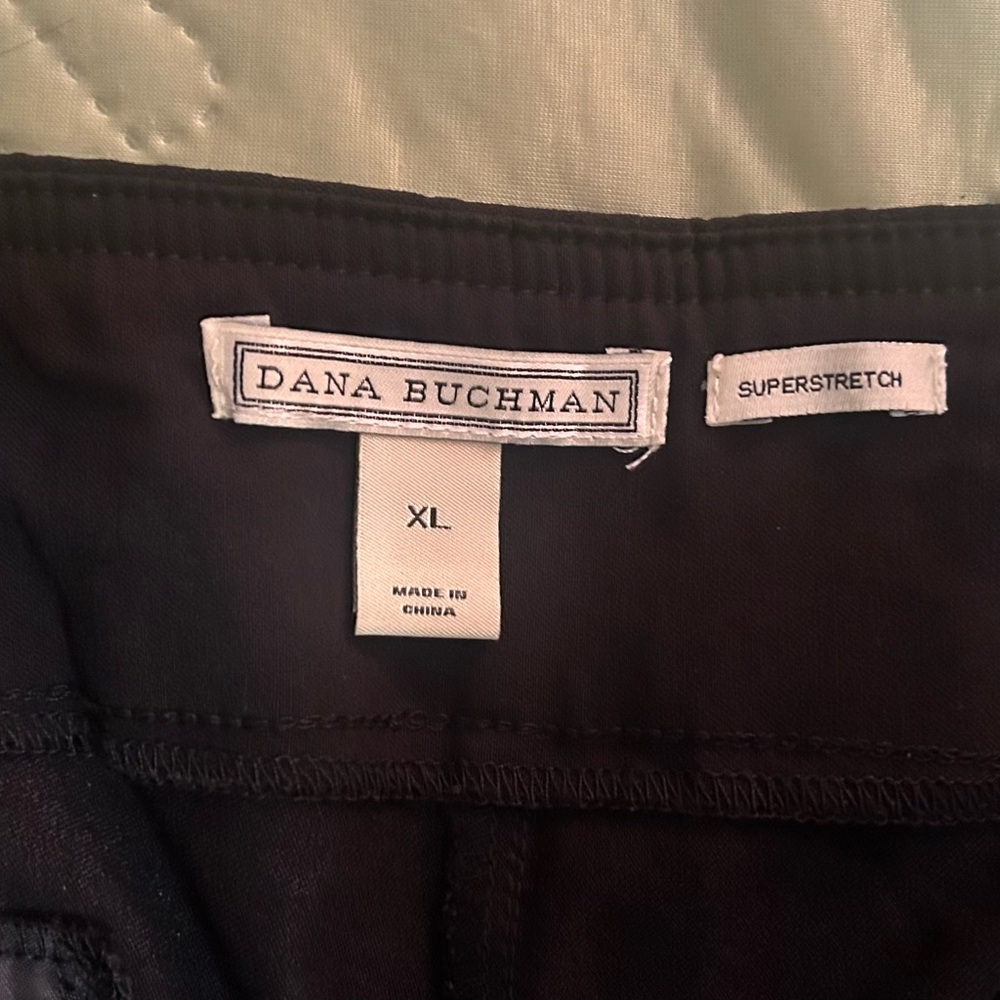 DANA BUCHMAN
SUPERSTRETCH
XL
MADE IN
CHINA